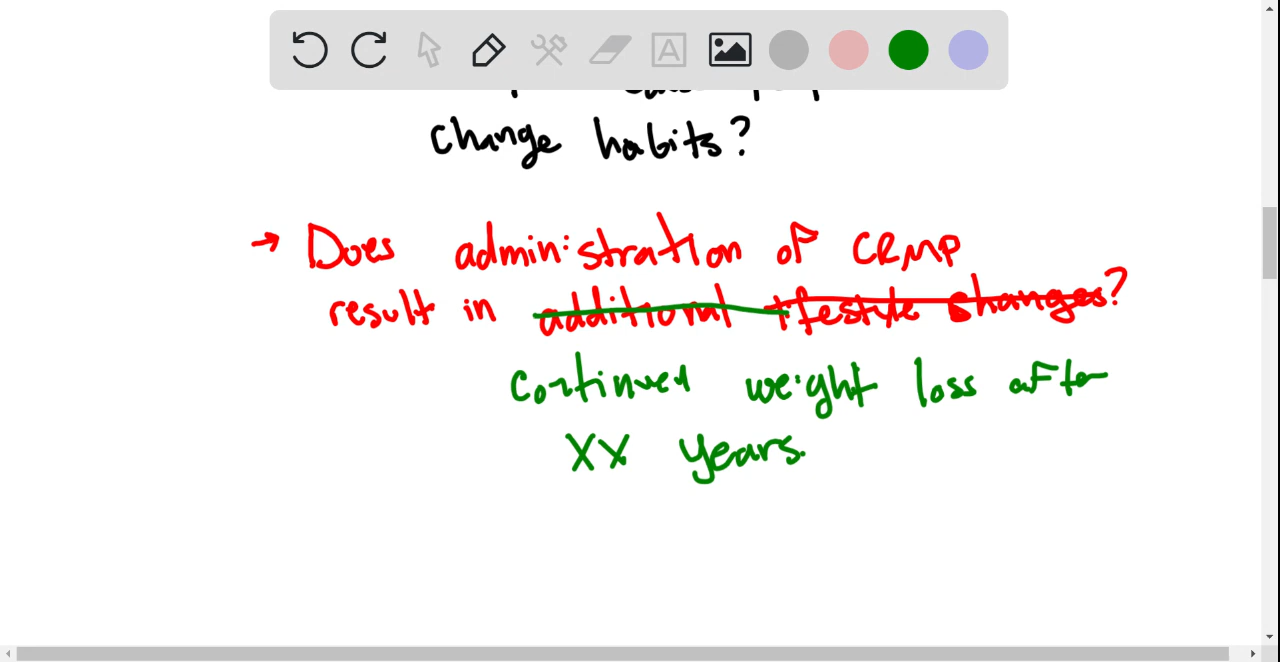 change habits?
→ Does administration of CRMP
result in additional lifestyle changes?
continued weight loss after
XX years.